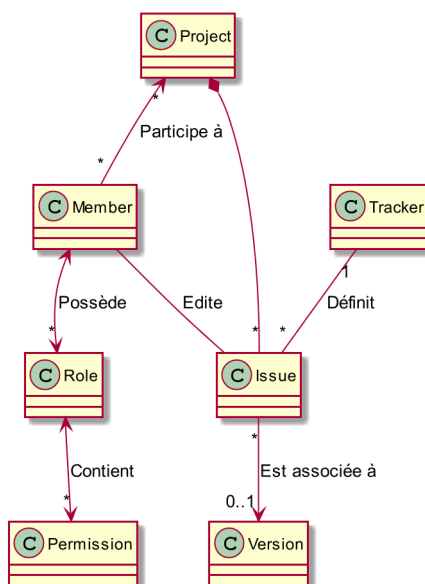 C Project
*
Participe à
*
C Member
C Tracker
1
Possède
Edite
Définit
*
*
*
C Role
C Issue
*
Contient
Est associée à
*
0..1
C Permission
C Version